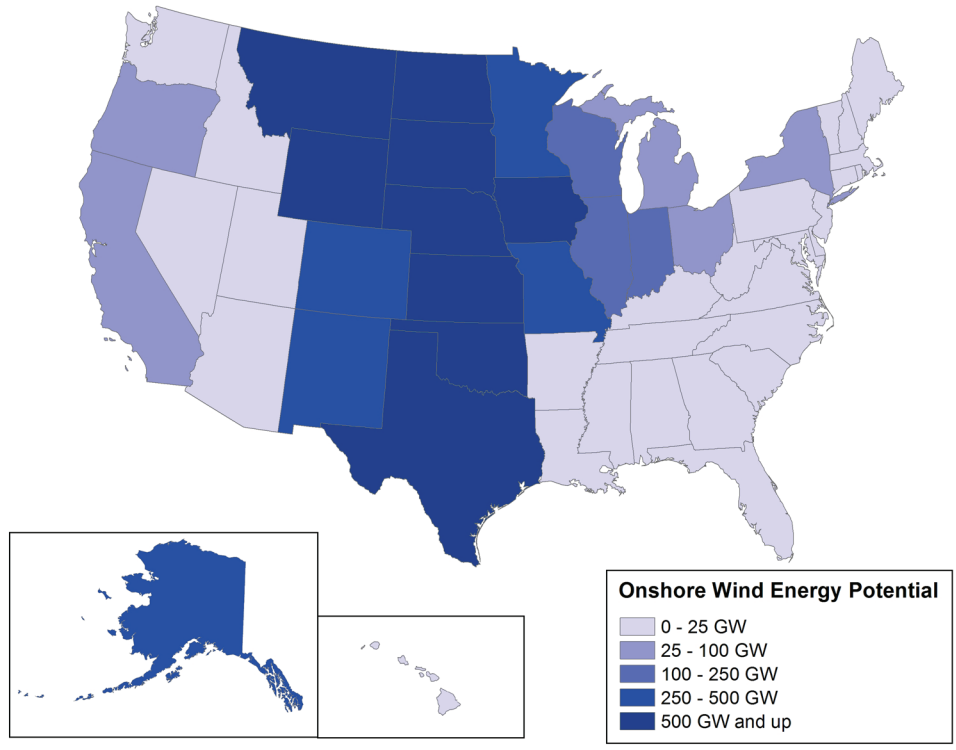 Onshore Wind Energy Potential
0 - 25 GW
25 - 100 GW
100 - 250 GW
250 - 500 GW
500 GW and up